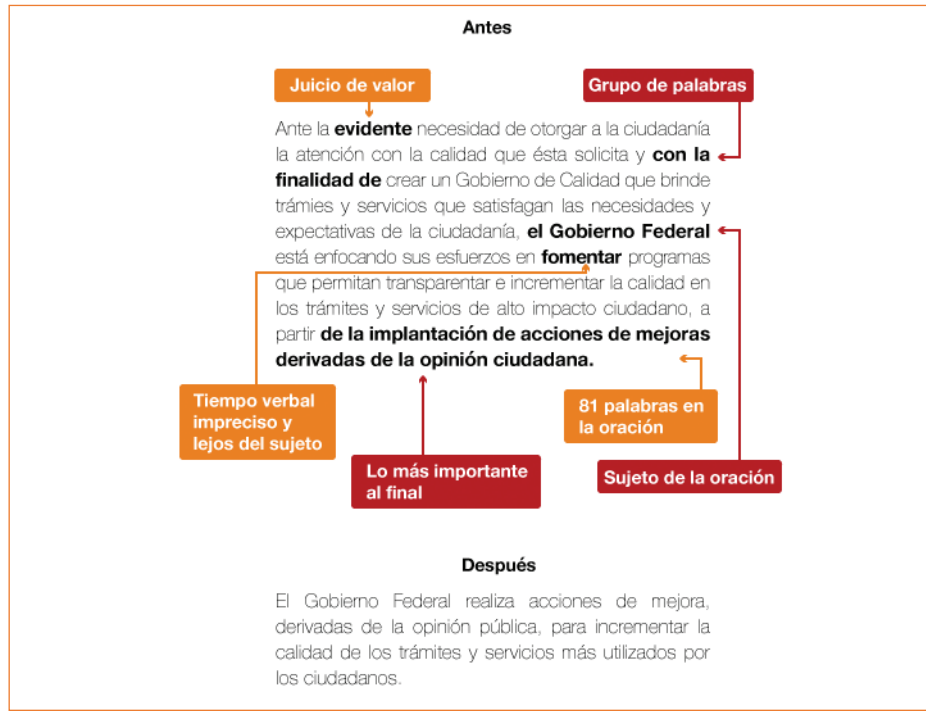 Antes
Juicio de valor
Grupo de palabras
Ante la evidente necesidad de otorgar a la ciudadanía
la atención con la calidad que ésta solicita y con la
finalidad de crear un Gobierno de Calidad que brinde
trámies y servicios que satisfagan las necesidades y
expectativas de la ciudadanía, el Gobierno Federal
está enfocando sus esfuerzos en fomentar programas
que permitan transparentar e incrementar la calidad en
los trámites y servicios de alto impacto ciudadano, a
partir de la implantación de acciones de mejoras
derivadas de la opinión ciudadana.
Tiempo verbal
impreciso y
lejos del sujeto
81 palabras en
la oración
Lo más importante
al final
Sujeto de la oración
Después
El Gobierno Federal realiza acciones de mejora,
derivadas de la opinión pública, para incrementar la
calidad de los trámites y servicios más utilizados por
los ciudadanos.